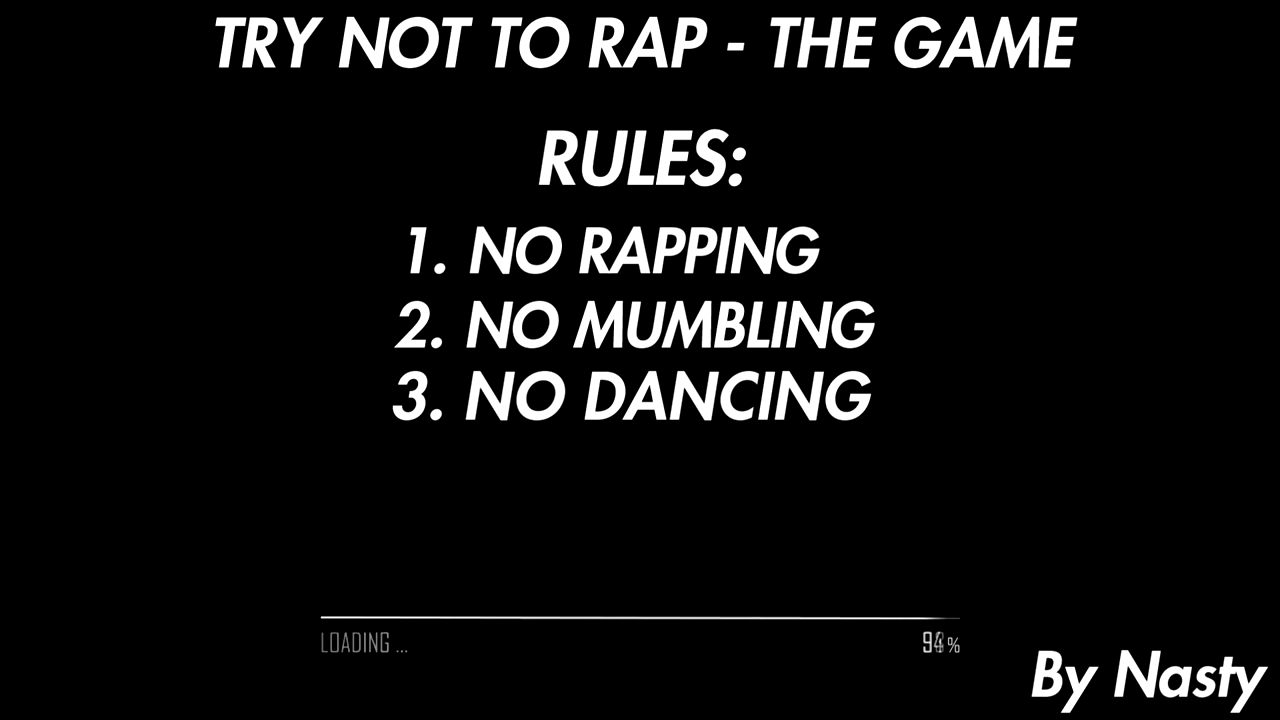 TRY NOT TO RAP - THE GAME
RULES:
1. NO RAPPING
2. NO MUMBLING
3. NO DANCING
LOADING ... 94%
By Nasty